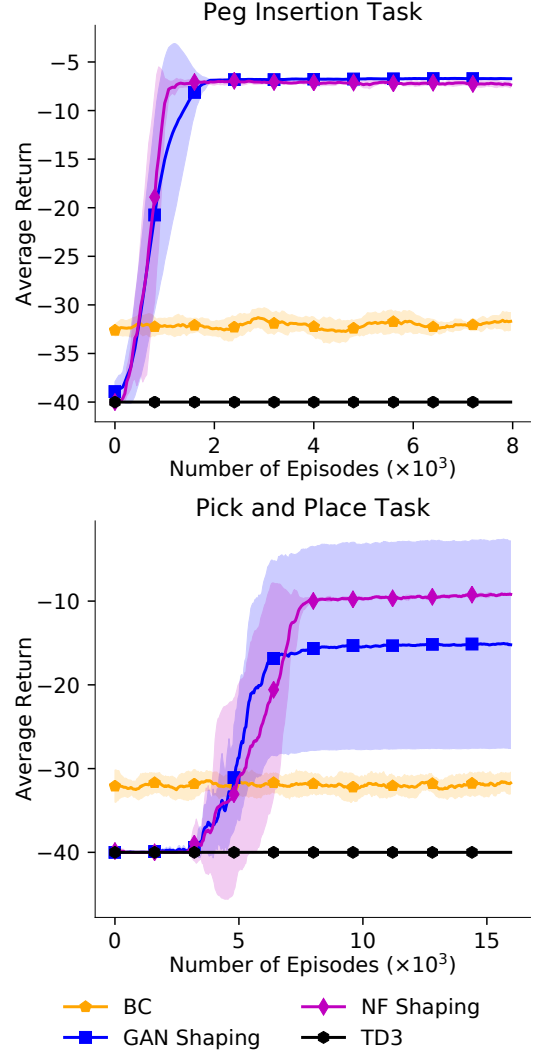 Peg Insertion Task
Average Return
−5
−10
−15
−20
−25
−30
−35
−40
0
2
4
6
8
Number of Episodes (×10³)
Pick and Place Task
Average Return
−10
−20
−30
−40
0
5
10
15
Number of Episodes (×10³)
BC
NF Shaping
GAN Shaping
TD3